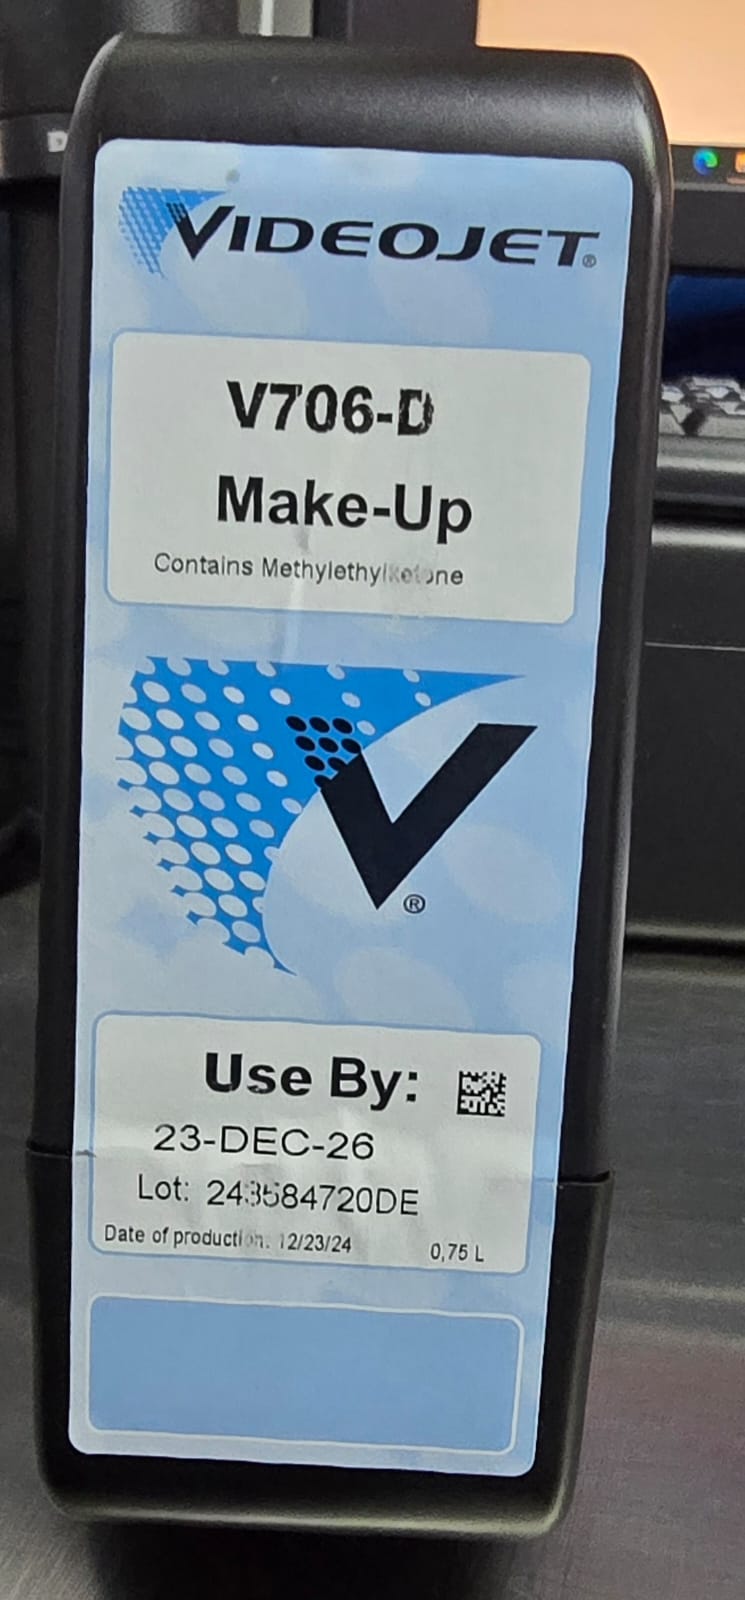 VIDEOJET®
V706-D
Make-Up
Contains Methylethylketone
V®
Use By:
23-DEC-26
Lot: 243584720DE
Date of production: 12/23/24
0,75 L